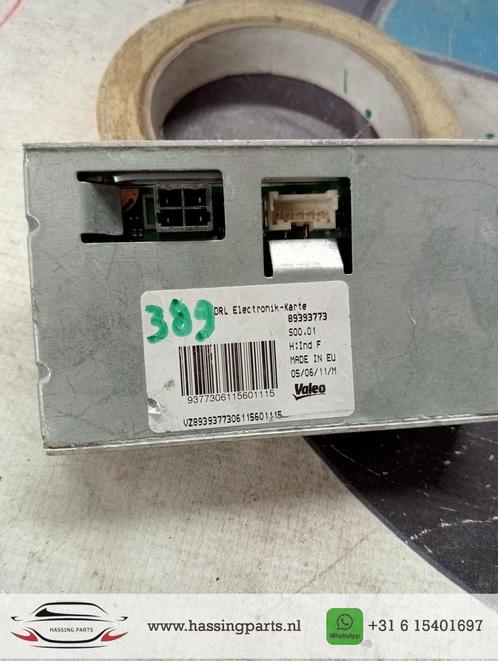 389
DRL Electronik-Karte
89393773
S00.01
H:Ind F
MADE IN EU
05/06/11/M
Valeo
9377306115601115
VZ8939377306115601115
HASSING PARTS
www.hassingparts.nl
WhatsApp
+31 6 15401697